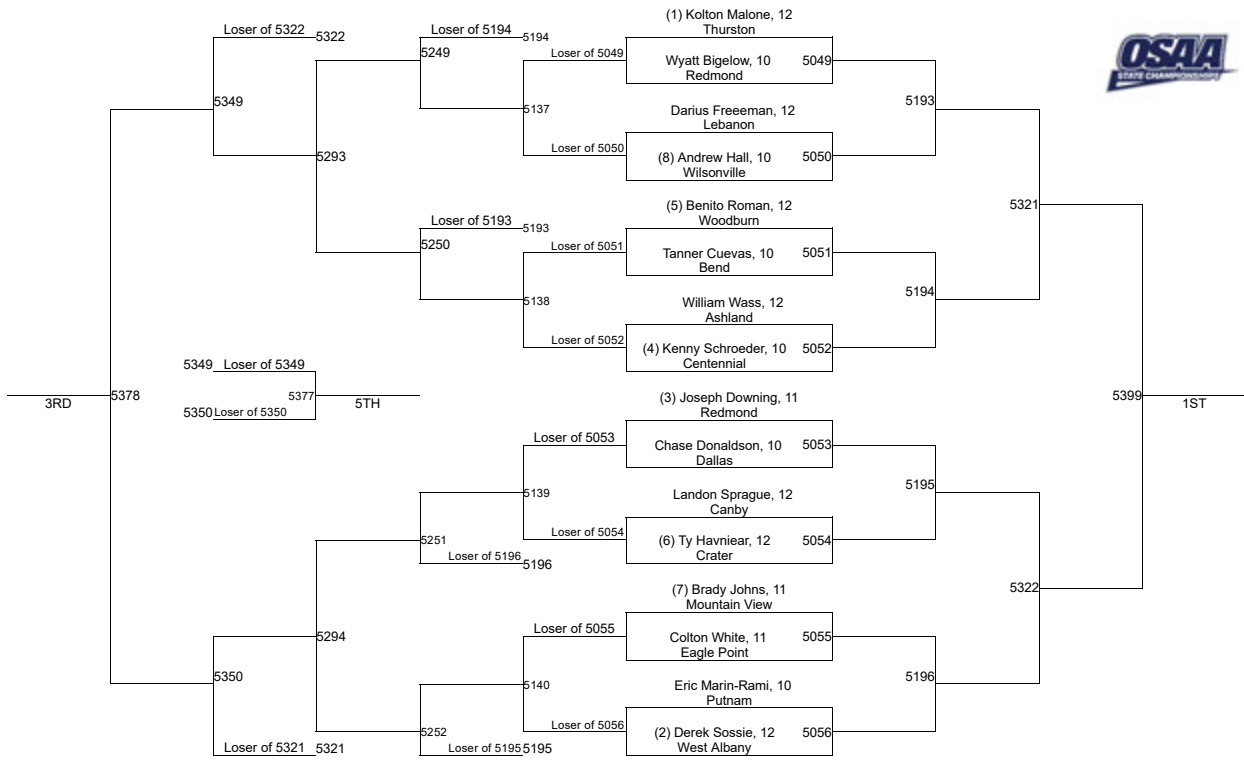 (1) Kolton Malone, 12
Thurston
Loser of 5322 5322
Loser of 5194 5194
5249
Loser of 5049
Wyatt Bigelow, 10 5049
Redmond
OSAA
STATE CHAMPIONSHIPS
5349
5193
5137
Darius Freeeman, 12
Lebanon
5293
Loser of 5050
(8) Andrew Hall, 10 5050
Wilsonville
(5) Benito Roman, 12
Woodburn
5321
Loser of 5193 5193
5250
Loser of 5051
Tanner Cuevas, 10 5051
Bend
5194
5138
William Wass, 12
Ashland
Loser of 5052
(4) Kenny Schroeder, 10 5052
Centennial
5349 Loser of 5349
3RD
5378
5377
5TH
5399
1ST
5350 Loser of 5350
(3) Joseph Downing, 11
Redmond
Loser of 5053
Chase Donaldson, 10 5053
Dallas
5195
5139
Landon Sprague, 12
Canby
5251
Loser of 5054
(6) Ty Havniear, 12 5054
Crater
Loser of 5196 5196
(7) Brady Johns, 11
Mountain View
5322
Loser of 5055
5294
Colton White, 11 5055
Eagle Point
5350
5196
5140
Eric Marin-Rami, 10
Putnam
5252
Loser of 5056
(2) Derek Sossie, 12 5056
West Albany
Loser of 5321 5321
Loser of 5195 5195